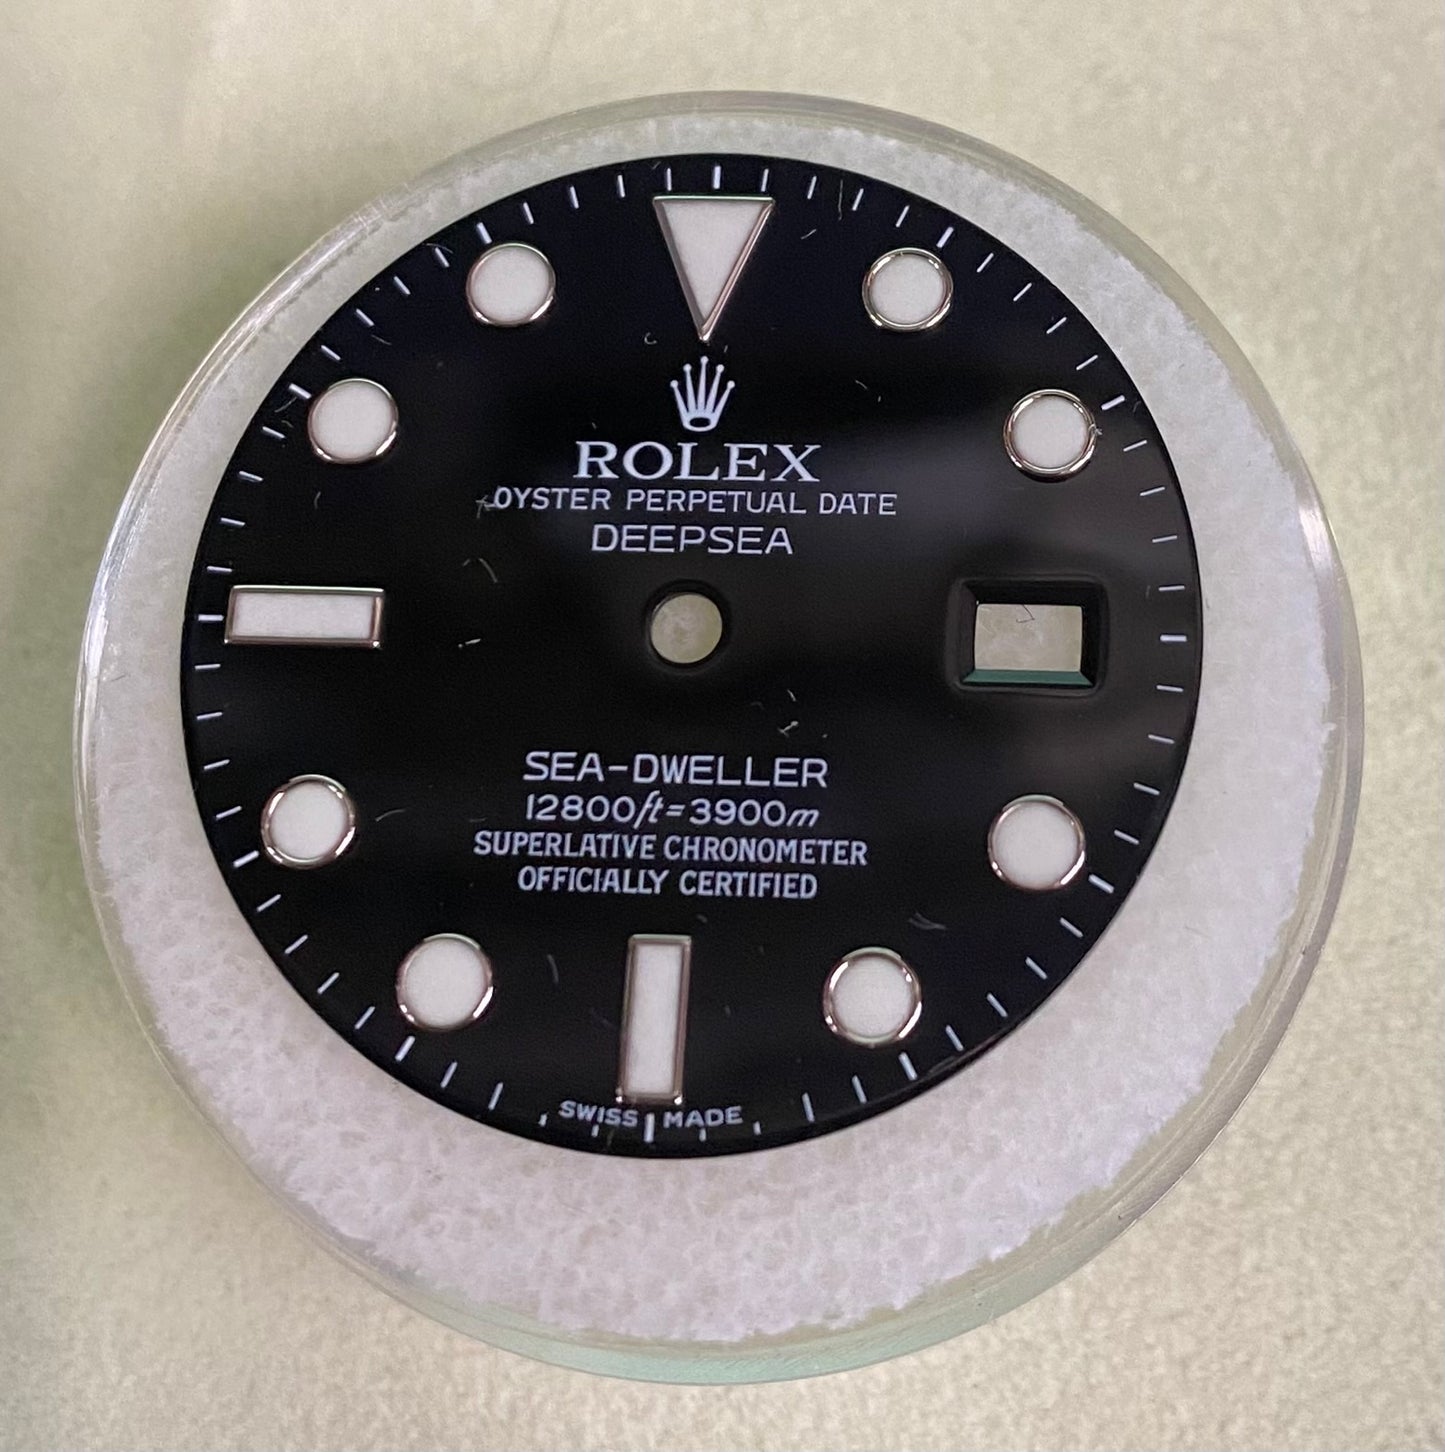 ROLEX
OYSTER PERPETUAL DATE
DEEPSEA
SEA-DWELLER
12800ft=3900m
SUPERLATIVE CHRONOMETER
OFFICIALLY CERTIFIED
SWISS MADE